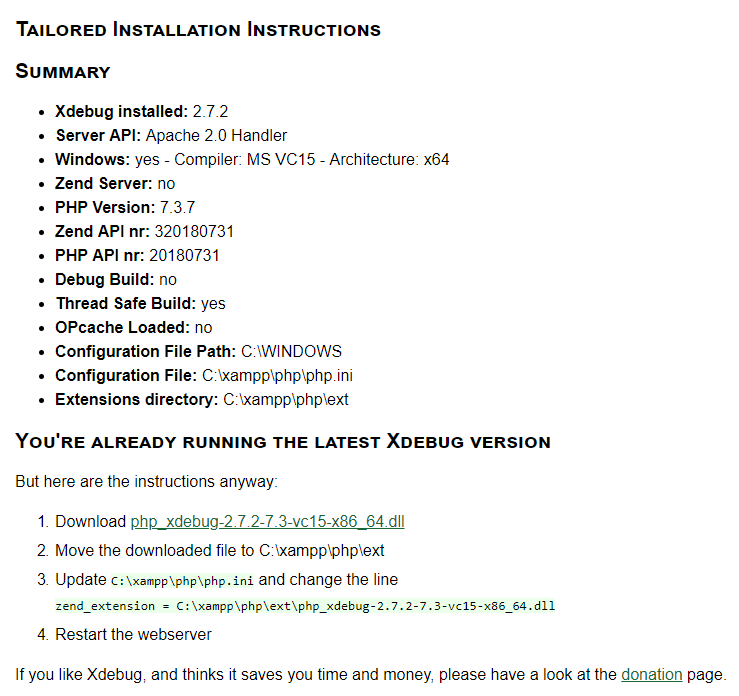 Tailored Installation Instructions
Summary
• Xdebug installed: 2.7.2
• Server API: Apache 2.0 Handler
• Windows: yes - Compiler: MS VC15 - Architecture: x64
• Zend Server: no
• PHP Version: 7.3.7
• Zend API nr: 320180731
• PHP API nr: 20180731
• Debug Build: no
• Thread Safe Build: yes
• OPcache Loaded: no
• Configuration File Path: C:\WINDOWS
• Configuration File: C:\xampp\php\php.ini
• Extensions directory: C:\xampp\php\ext
You're already running the latest Xdebug version
But here are the instructions anyway:
1. Download php_xdebug-2.7.2-7.3-vc15-x86_64.dll
2. Move the downloaded file to C:\xampp\php\ext
3. Update C:\xampp\php\php.ini and change the line
zend_extension = C:\xampp\php\ext\php_xdebug-2.7.2-7.3-vc15-x86_64.dll
4. Restart the webserver
If you like Xdebug, and thinks it saves you time and money, please have a look at the donation page.